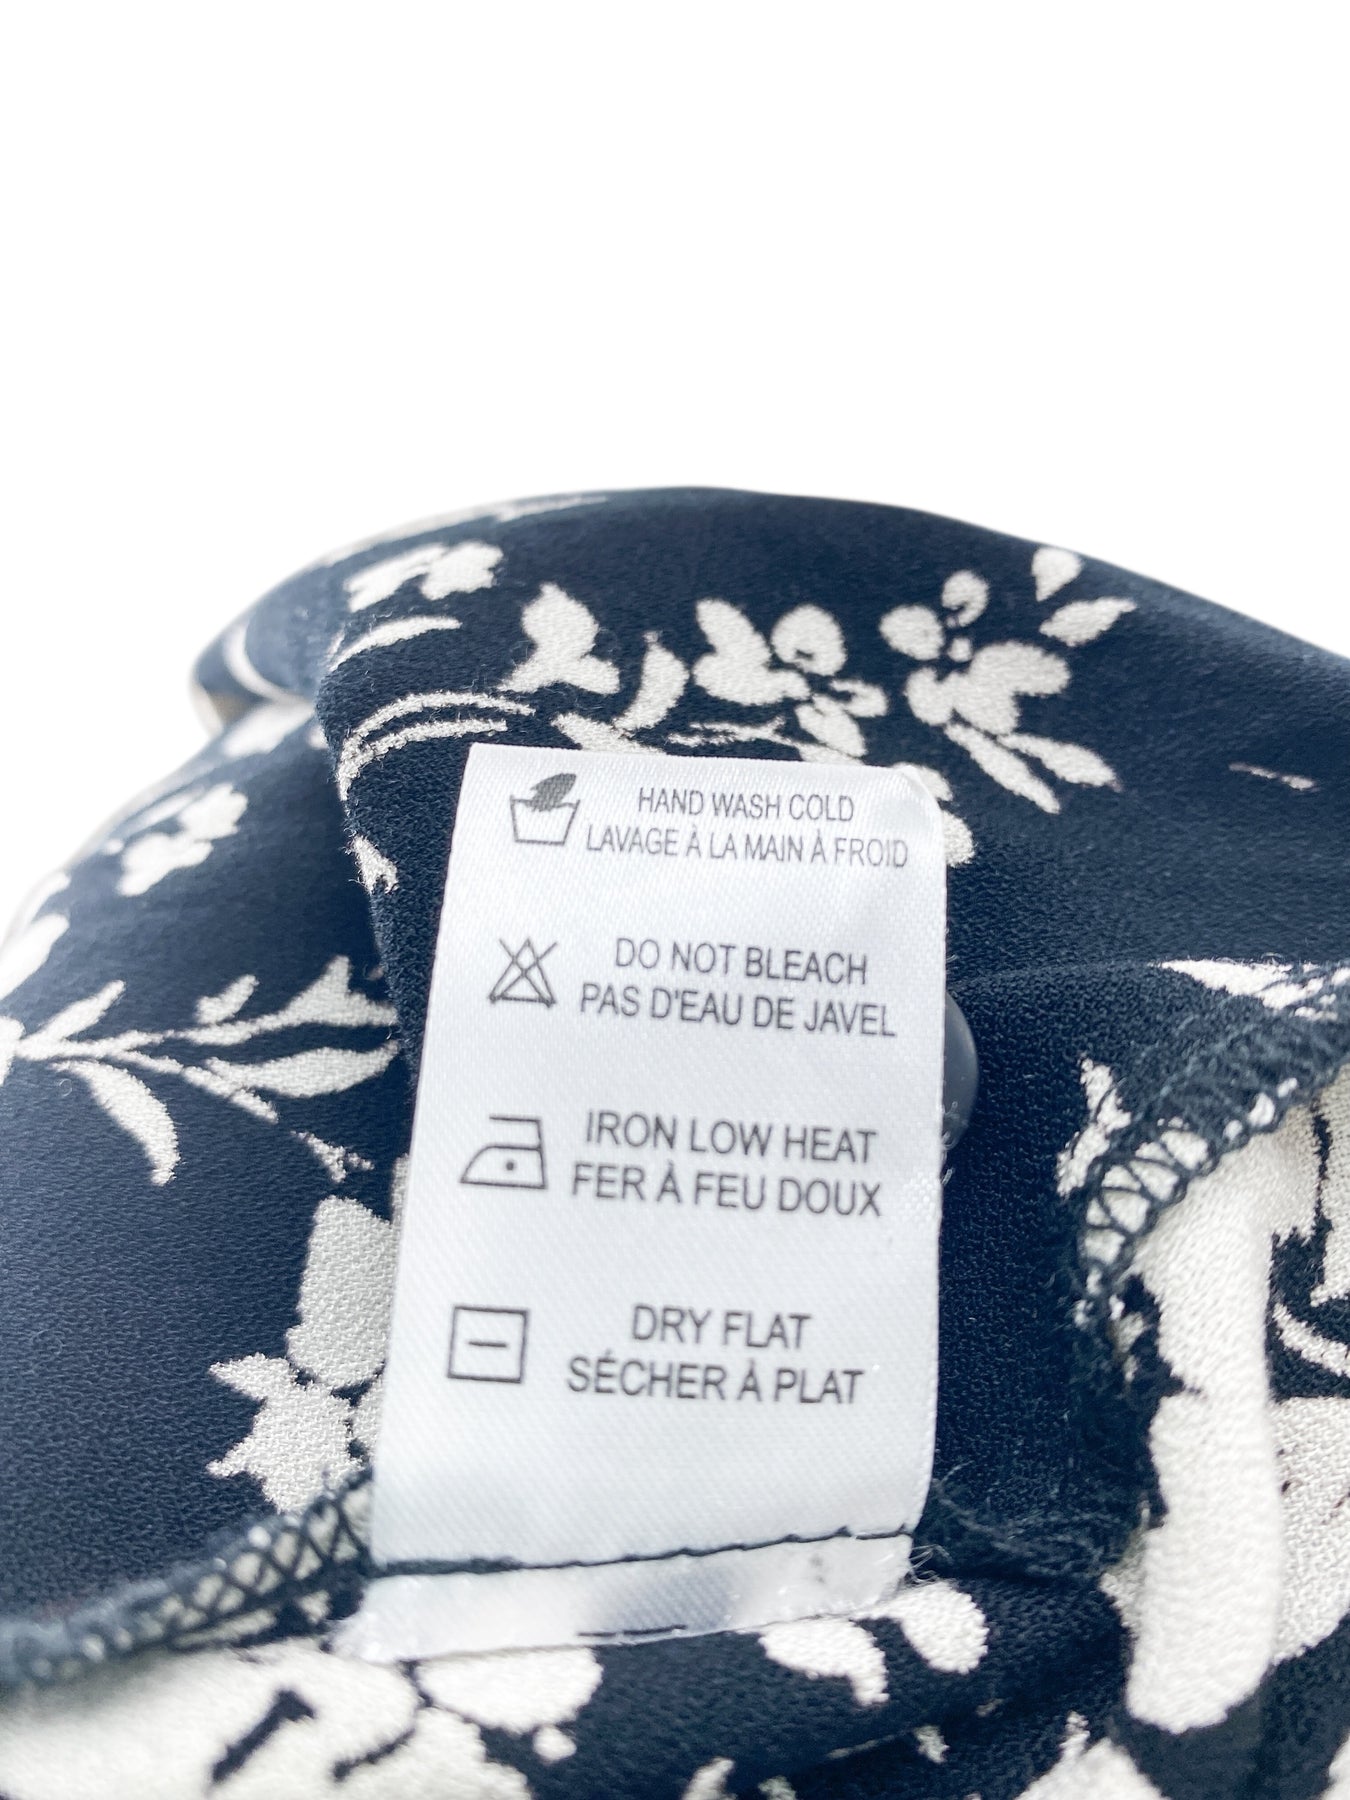 HAND WASH COLD
LAVAGE À LA MAIN À FROID
DO NOT BLEACH
PAS D'EAU DE JAVEL
IRON LOW HEAT
FER À FEU DOUX
DRY FLAT
SÉCHER À PLAT